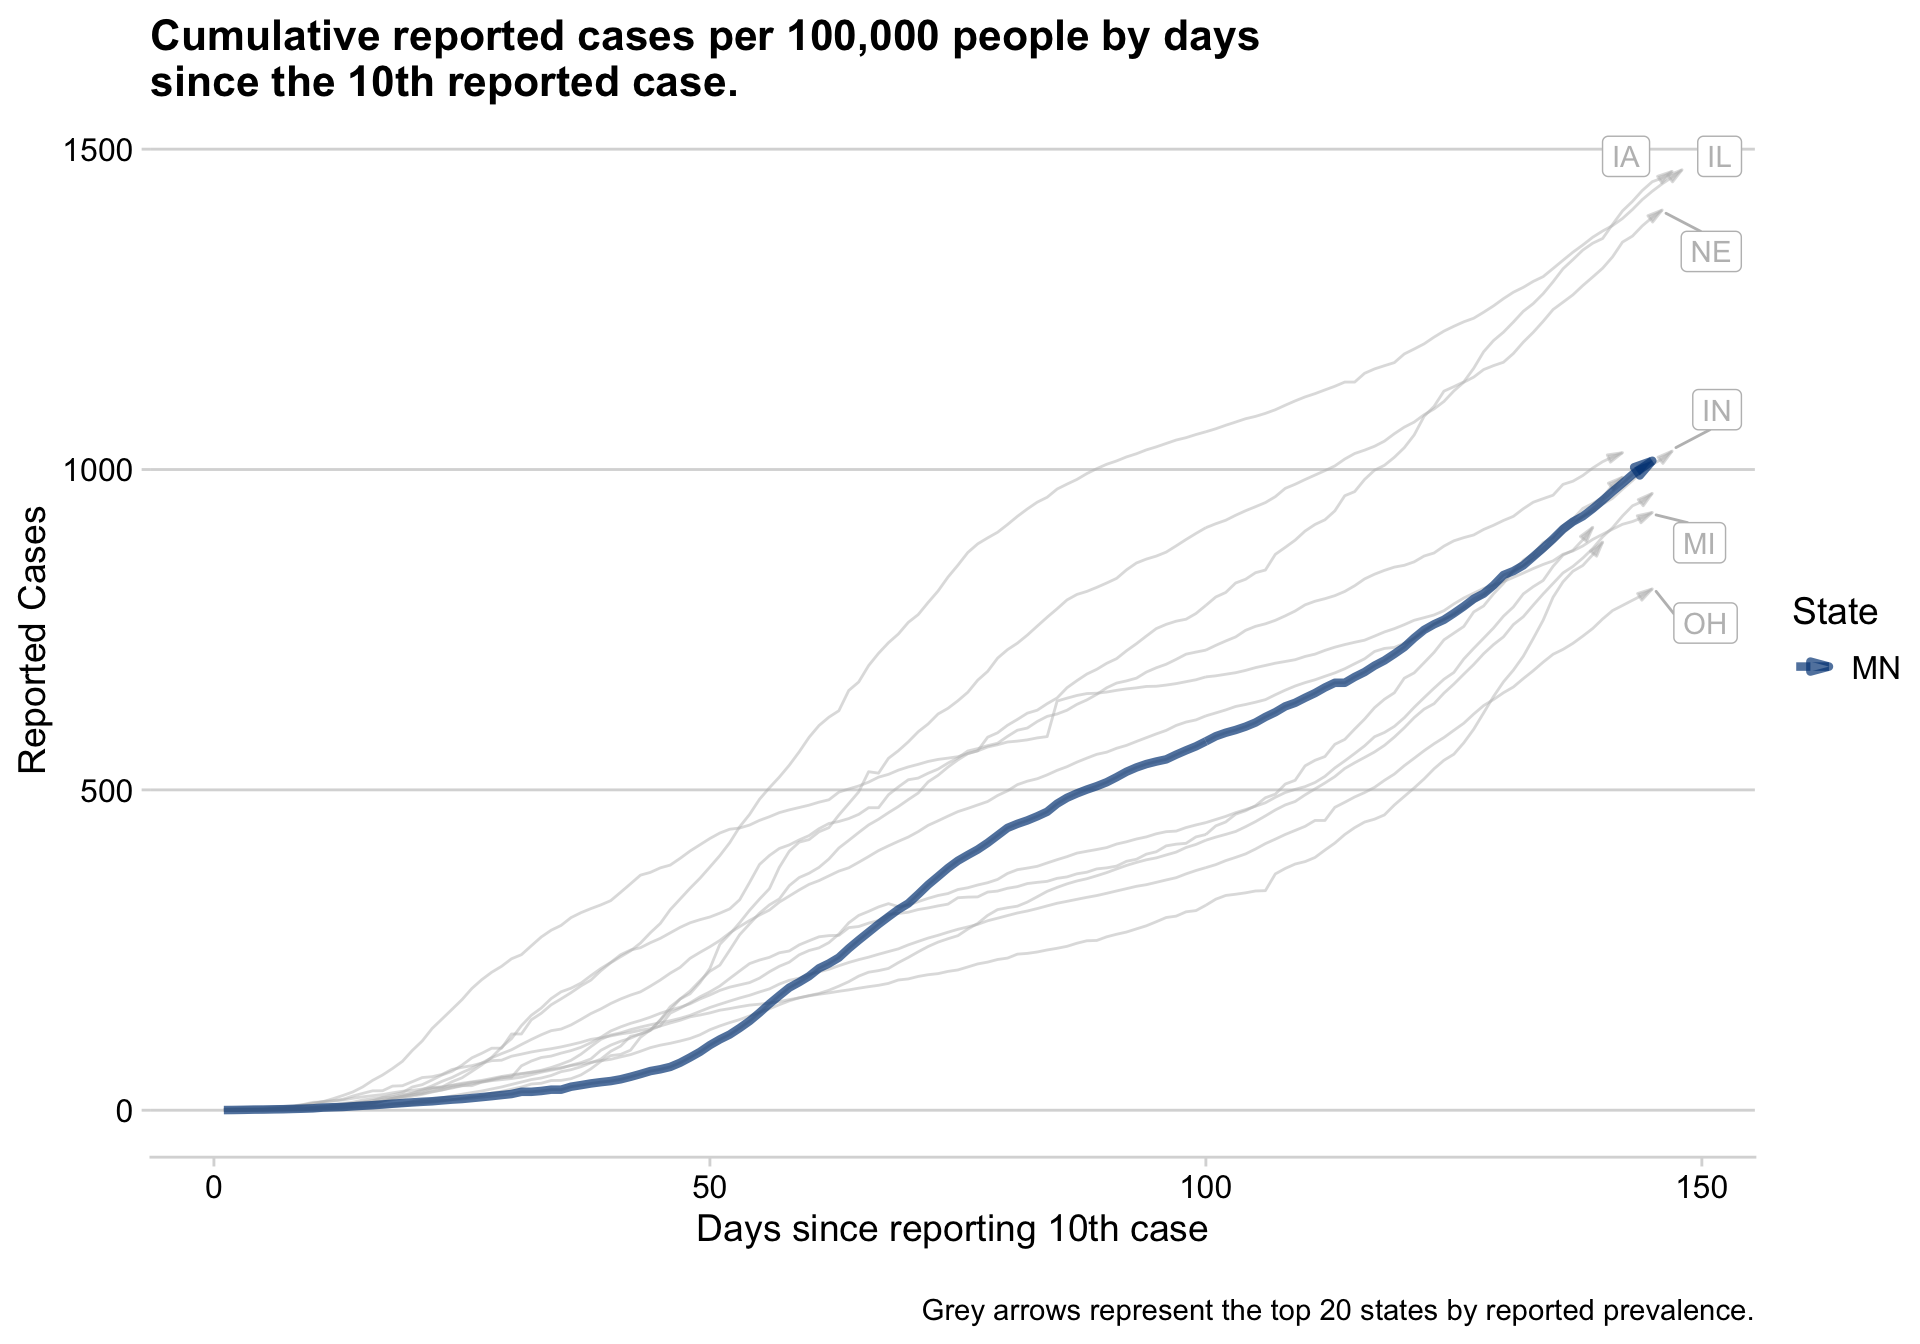 Cumulative reported cases per 100,000 people by days
since the 10th reported case.
1500
1000
500
0
Reported Cases
IA
IL
NE
IN
MI
OH
State
MN
0
50
100
150
Days since reporting 10th case
Grey arrows represent the top 20 states by reported prevalence.